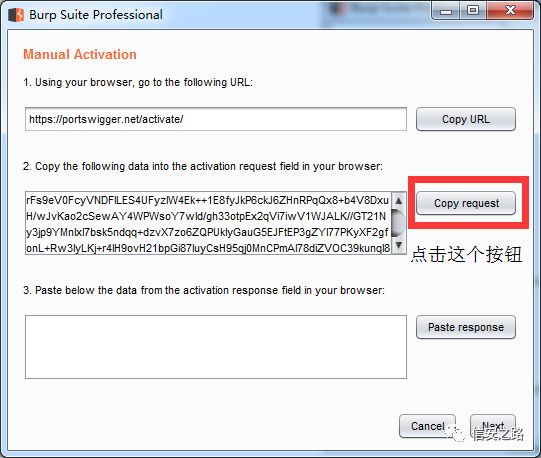 Burp Suite Professional
Manual Activation
1. Using your browser, go to the following URL:
https://portswigger.net/activate/
Copy URL
2. Copy the following data into the activation request field in your browser:
rFs9eV0FcyVNDFlLES4UFyzlW4Ek++1E8fyJkP6ckJ6ZHnRPqQx8+b4V8Dxu
H/wJvKao2cSewAY4WPWsoY7wld/gh33otpEx2qVi7iwV1WJALK//GT21N
y3jp9YMnlxl7bsk5ndqq+dzvX7zo6ZQPUklyGauG5EJFtEP3gZYl77PKyXF2gf
onL+Rw3lyLKj+r4lH9ovH21bpGi87luyCsH95qj0MnCPmAl78diZVOC39kunql8
Copy request
点击这个按钮
3. Paste below the data from the activation response field in your browser:
Paste response
Cancel
Next
信安之路